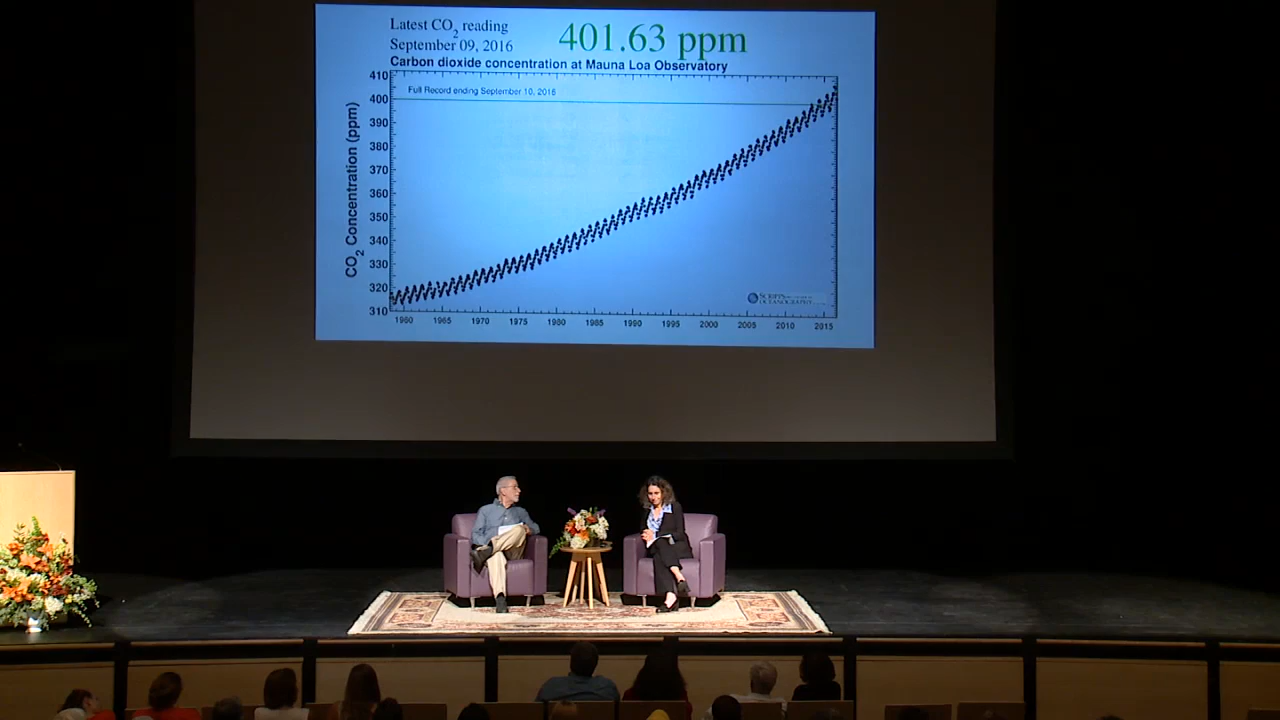 Latest CO2 reading
September 09, 2016
401.63 ppm
Carbon dioxide concentration at Mauna Loa Observatory
Full Record ending September 10, 2016
CO2 Concentration (ppm)
410
400
390
380
370
360
350
340
330
320
310
1960 1965 1970 1975 1980 1985 1990 1995 2000 2005 2010 2015
SCRIPPS
OCEANOGRAPHY